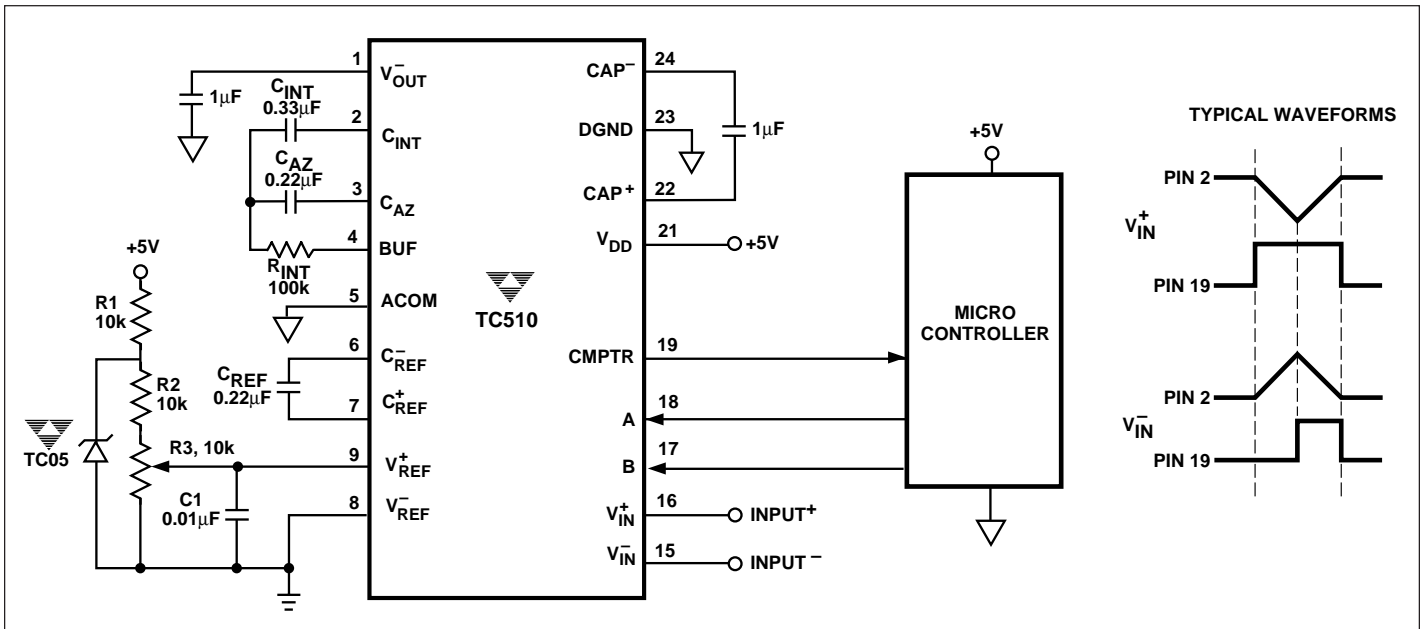 1
V⁻OUT
1µF
CINT
0.33µF
2
CINT
CAZ
0.22µF
3
CAZ
4
BUF
RINT
100k
+5V
R1
10k
5
ACOM
6
C⁻REF
CREF
0.22µF
7
C⁺REF
R2
10k
TC05
R3, 10k
9
V⁺REF
C1
0.01µF
8
V⁻REF
TC510
24
CAP⁻
23
DGND
1µF
22
CAP⁺
21
VDD
+5V
19
CMPTR
18
A
17
B
16
V⁺IN
INPUT⁺
15
V⁻IN
INPUT⁻
+5V
MICRO
CONTROLLER
TYPICAL WAVEFORMS
PIN 2
V⁺IN
PIN 19
PIN 2
V⁻IN
PIN 19